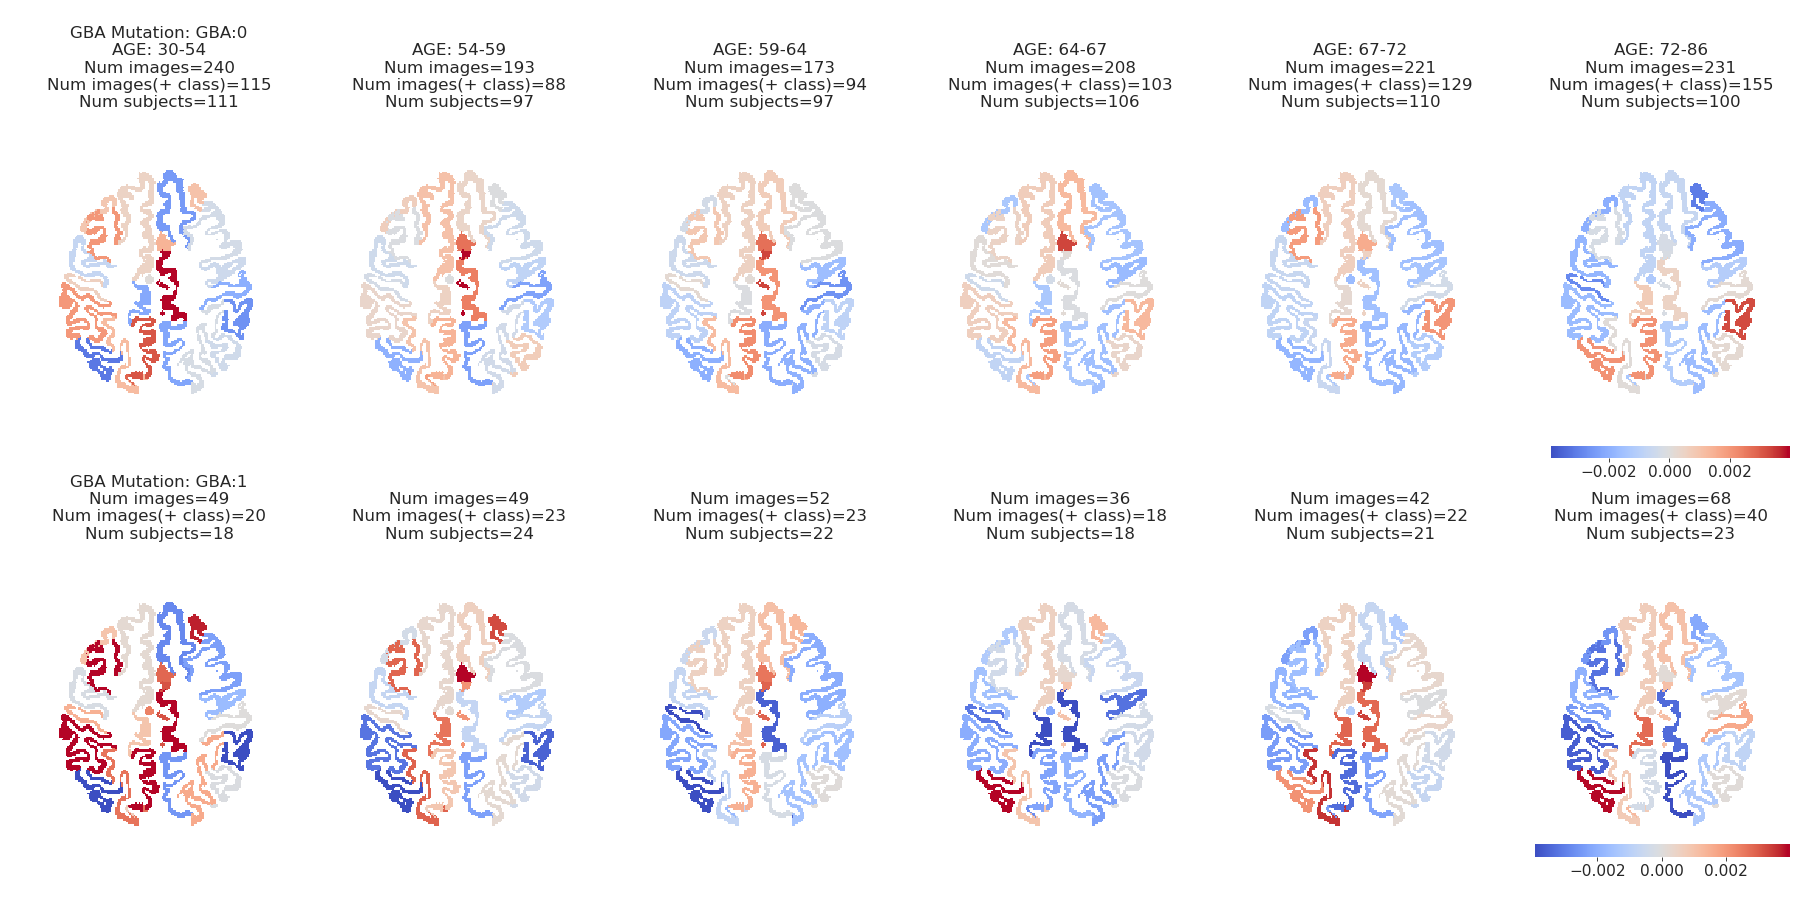 GBA Mutation: GBA:0
AGE: 30-54
Num images=240
Num images(+ class)=115
Num subjects=111
AGE: 54-59
Num images=193
Num images(+ class)=88
Num subjects=97
AGE: 59-64
Num images=173
Num images(+ class)=94
Num subjects=97
AGE: 64-67
Num images=208
Num images(+ class)=103
Num subjects=106
AGE: 67-72
Num images=221
Num images(+ class)=129
Num subjects=110
AGE: 72-86
Num images=231
Num images(+ class)=155
Num subjects=100
−0.002 0.000 0.002
GBA Mutation: GBA:1
Num images=49
Num images(+ class)=20
Num subjects=18
Num images=49
Num images(+ class)=23
Num subjects=24
Num images=52
Num images(+ class)=23
Num subjects=22
Num images=36
Num images(+ class)=18
Num subjects=18
Num images=42
Num images(+ class)=22
Num subjects=21
Num images=68
Num images(+ class)=40
Num subjects=23
−0.002 0.000 0.002